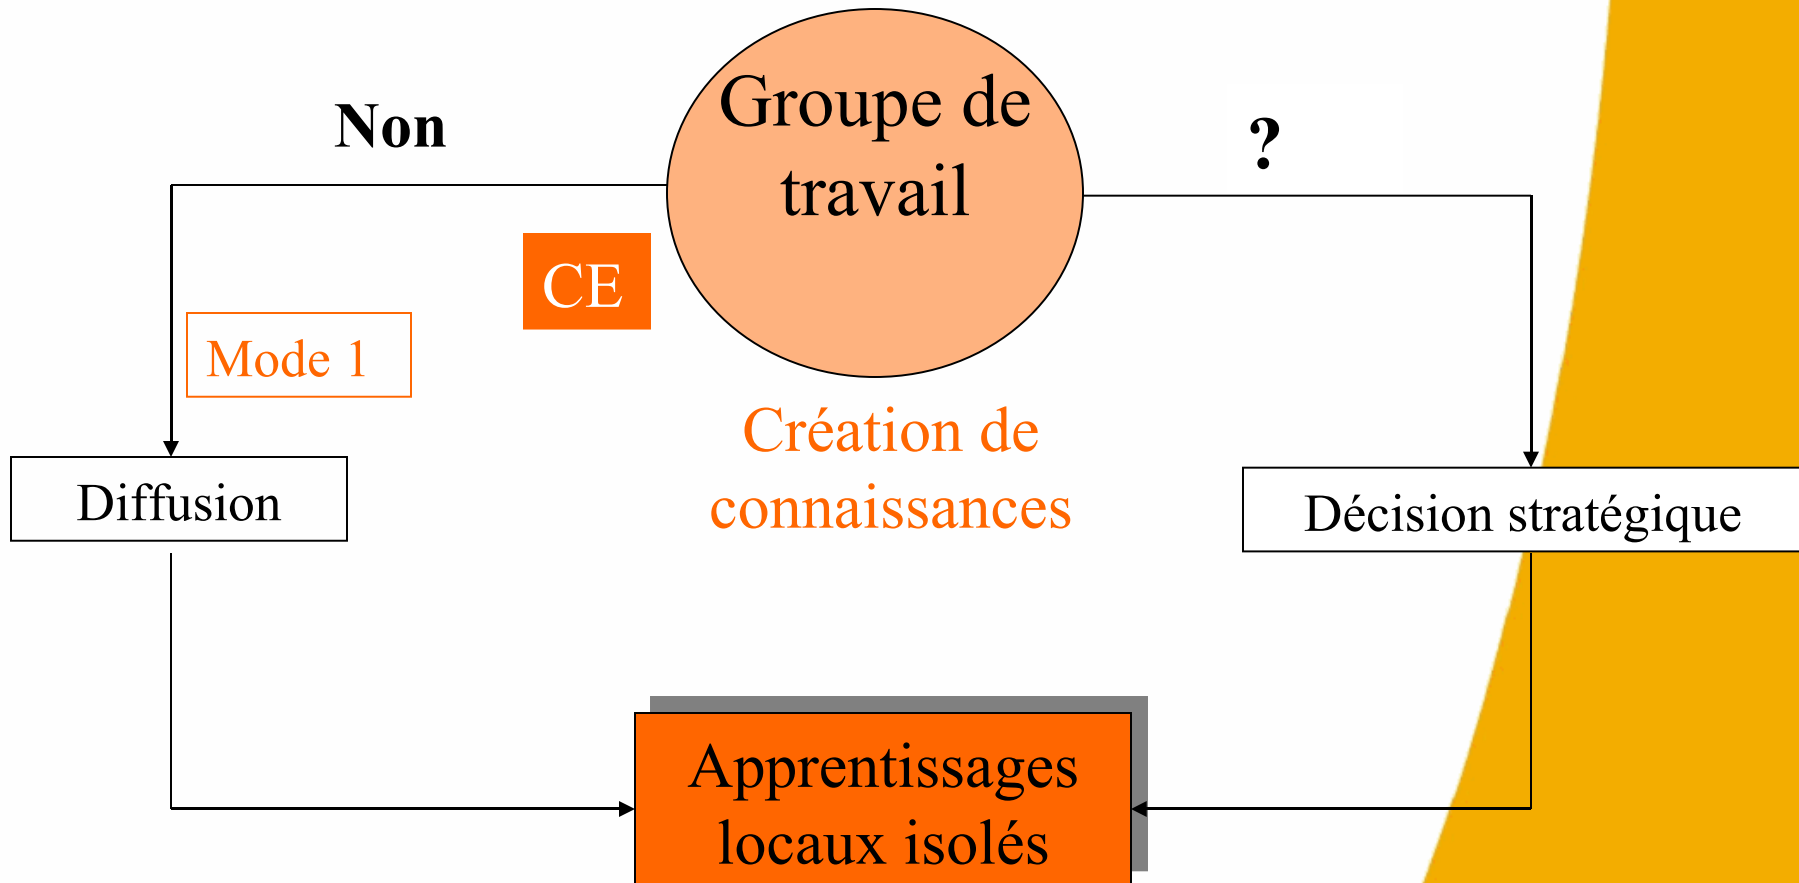 Groupe de
travail
Non
?
CE
Mode 1
Création de
connaissances
Diffusion
Décision stratégique
Apprentissages
locaux isolés